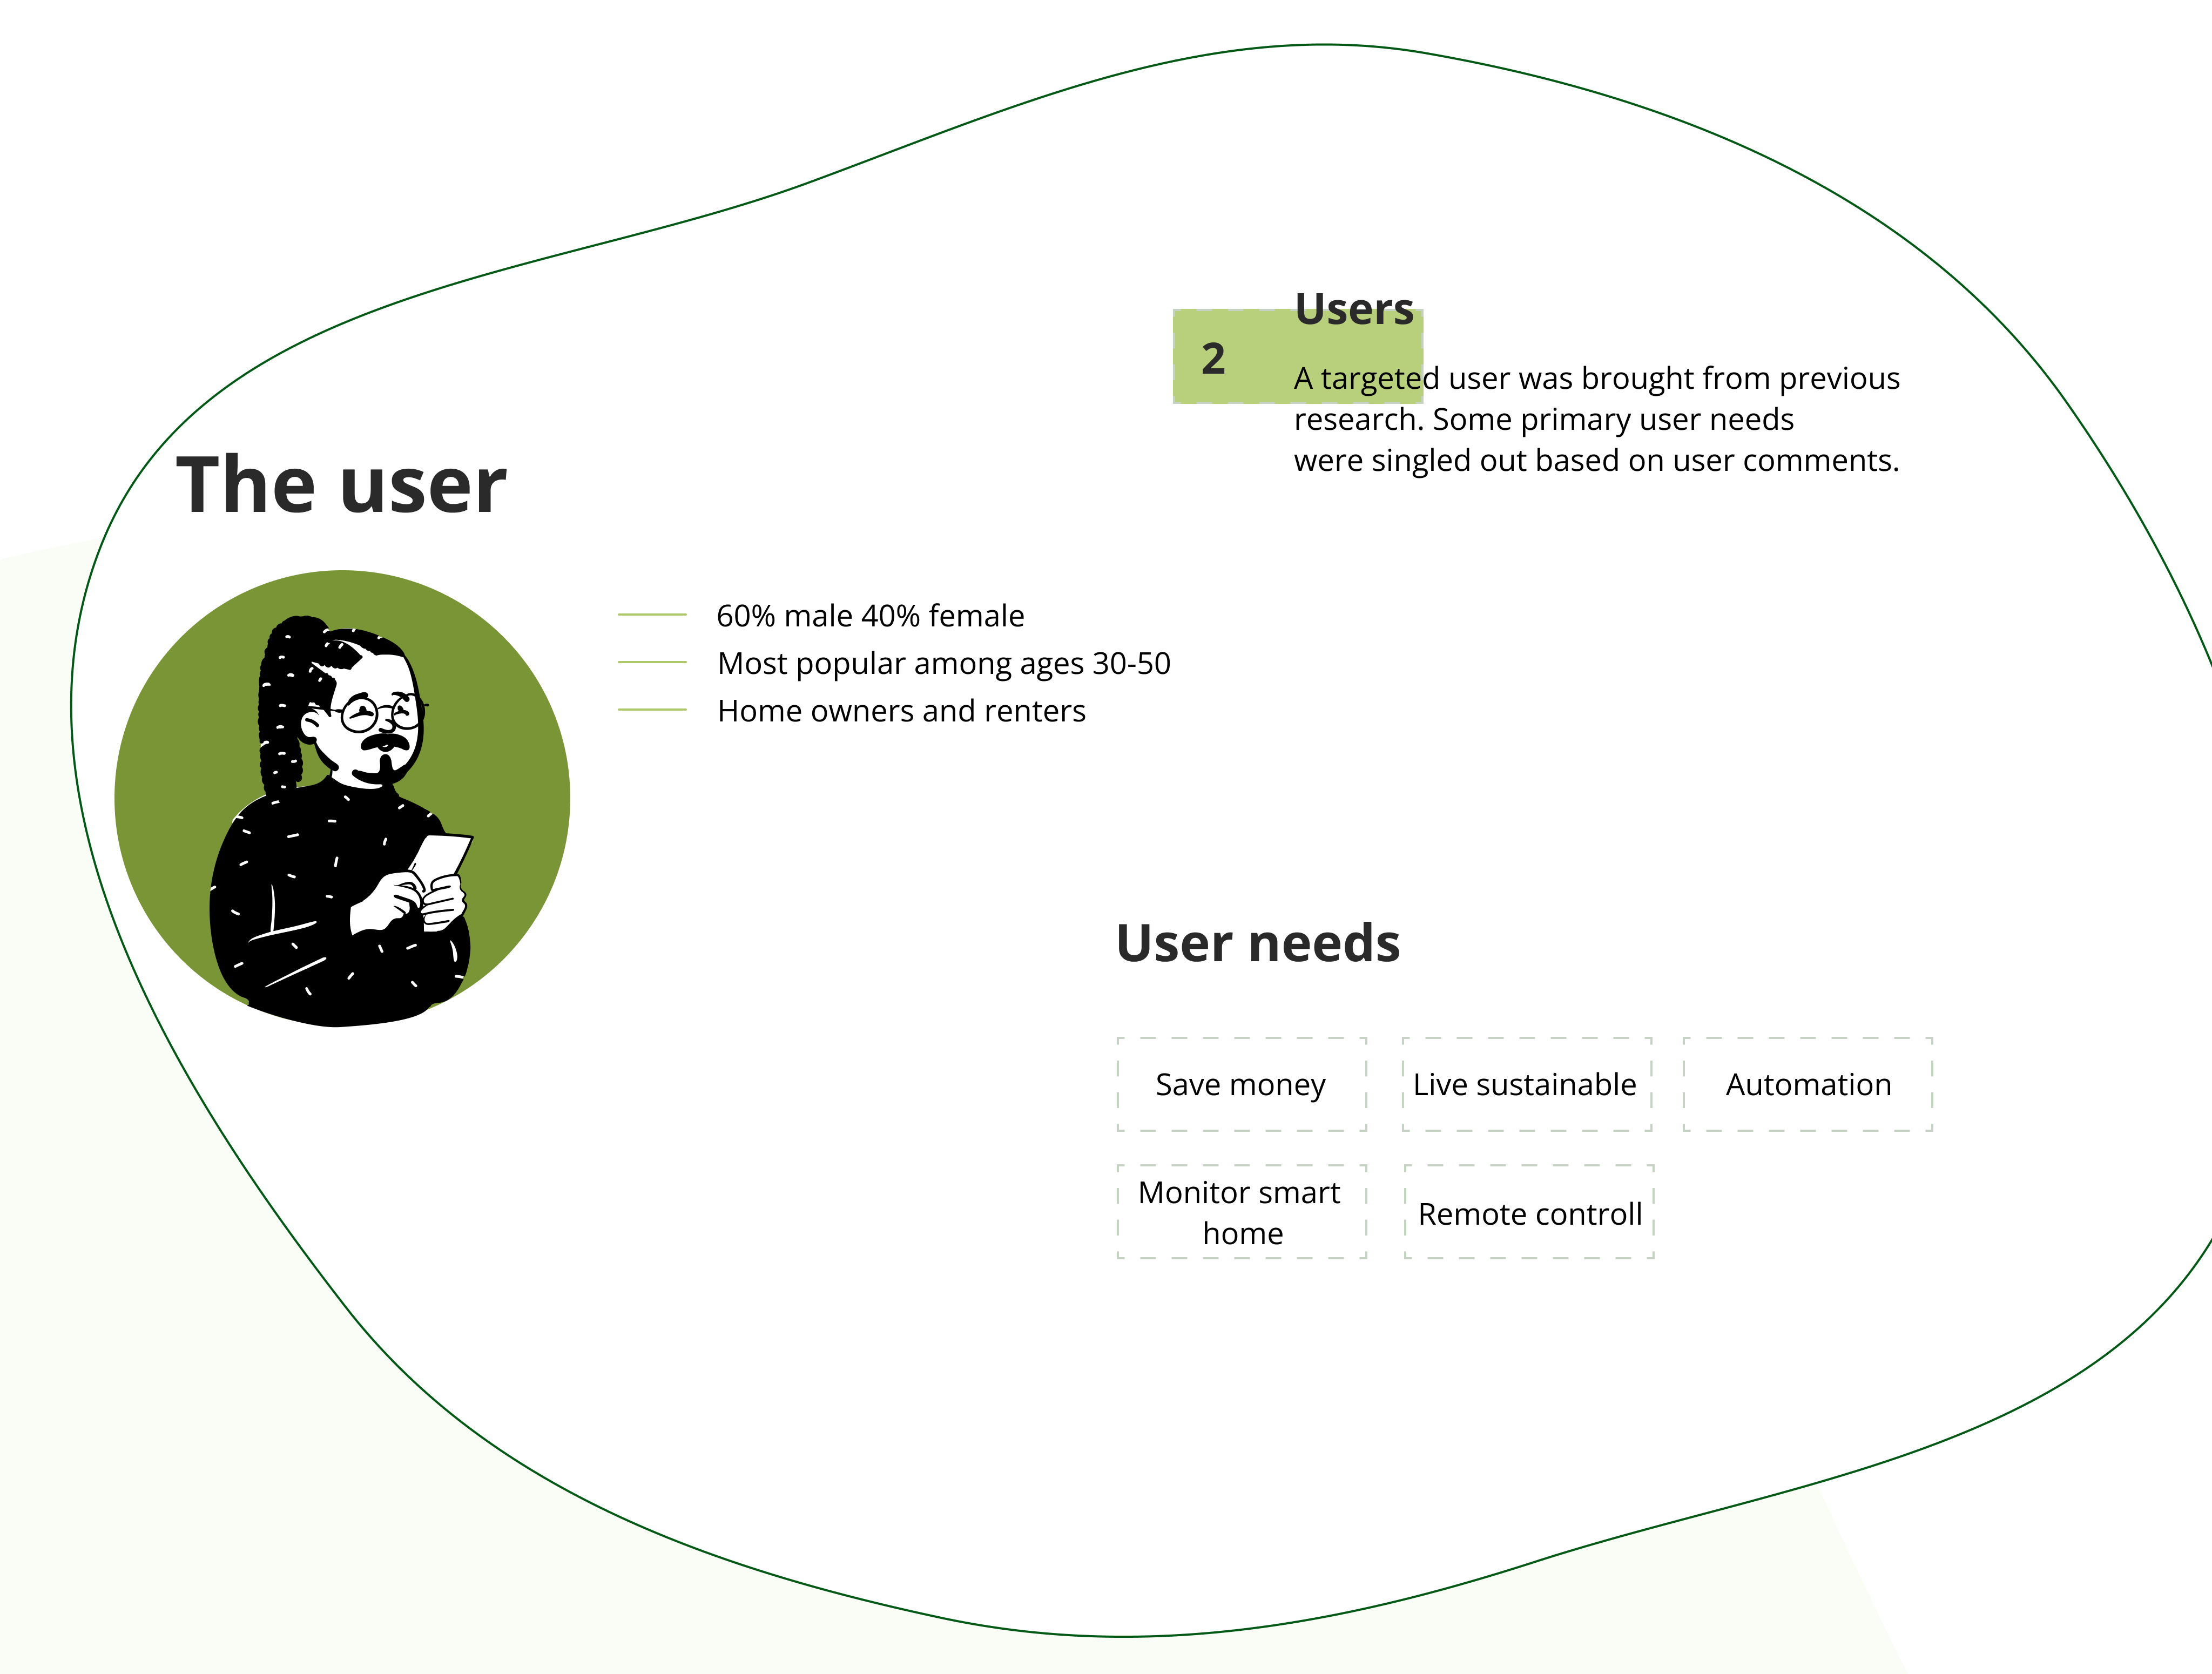 Users
2
A targeted user was brought from previous
research. Some primary user needs
were singled out based on user comments.
The user
60% male 40% female
Most popular among ages 30-50
Home owners and renters
User needs
Save money
Live sustainable
Automation
Monitor smart
home
Remote controll